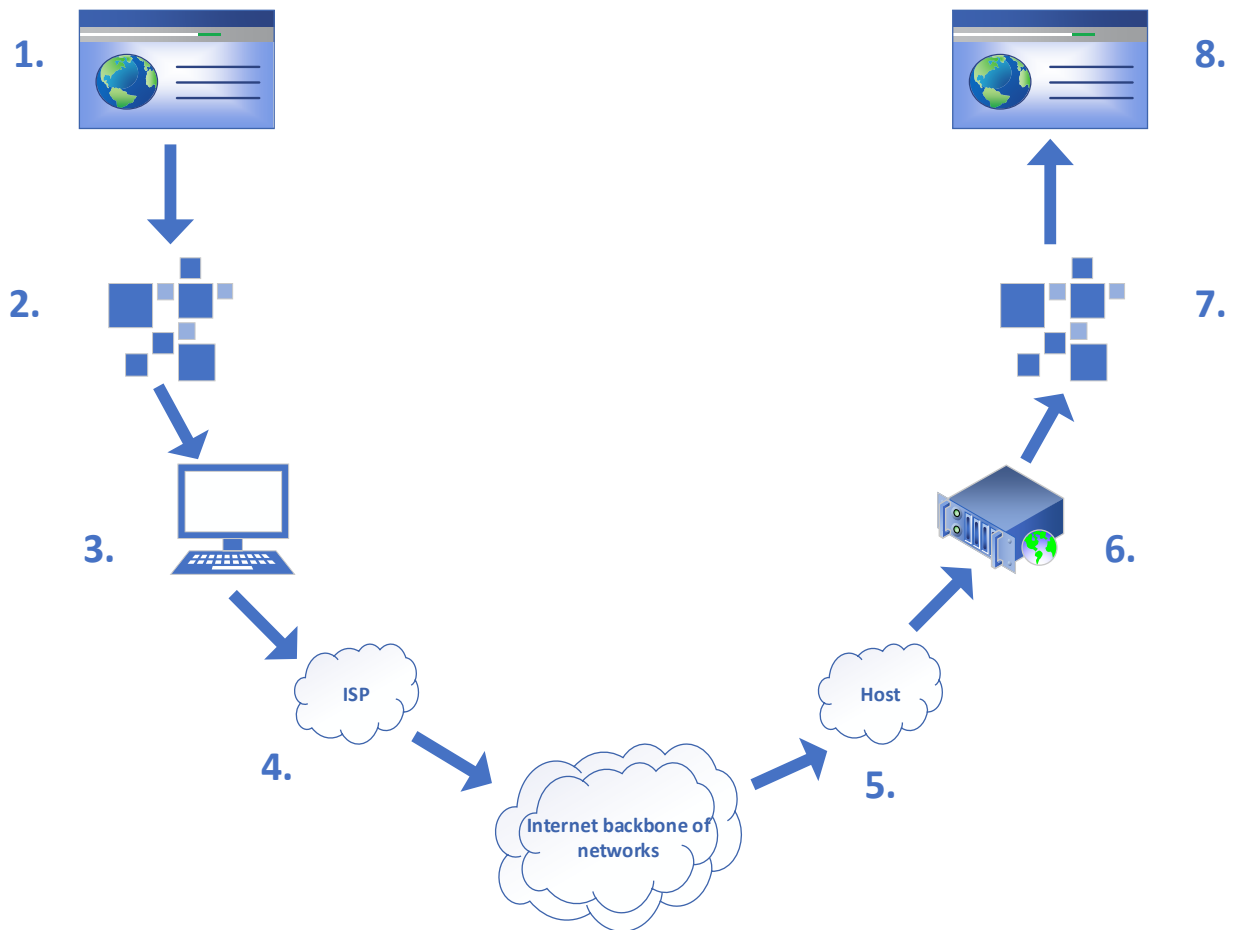 1.
8.
2.
7.
3.
6.
ISP
Host
4.
5.
Internet backbone of
networks